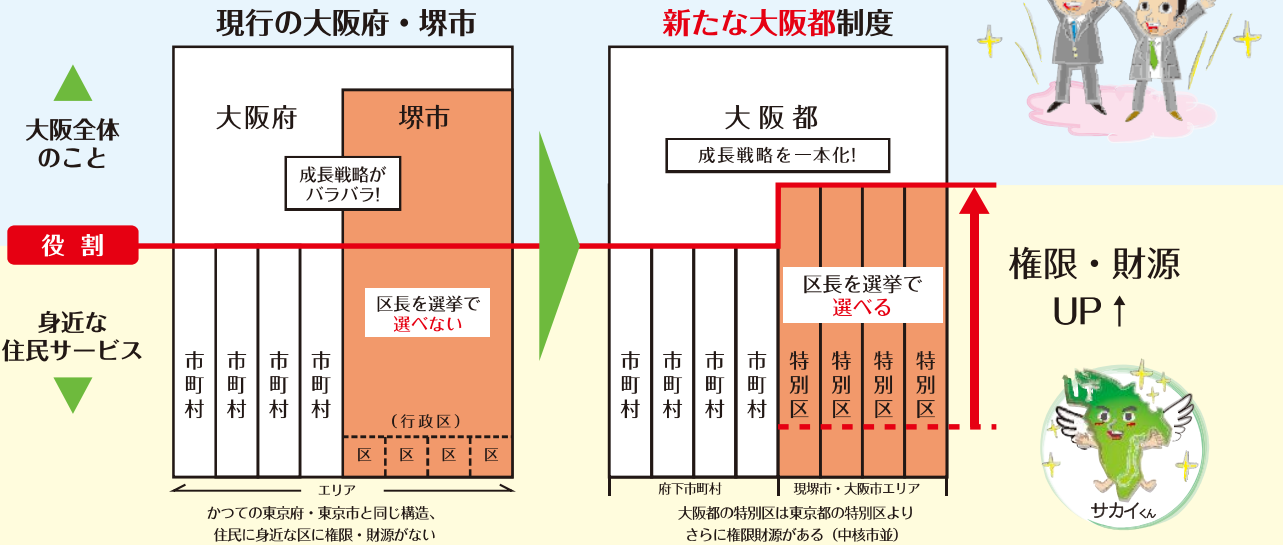 現行の大阪府・堺市
新たな大阪都制度
大阪全体
のこと
大阪府
堺市
成長戦略が
バラバラ!
大阪都
成長戦略を一本化!
役割
区長を選挙で
選べない
区長を選挙で
選べる
権限・財源
UP↑
身近な
住民サービス
市町村
市町村
市町村
市町村
(行政区)
区
区
区
区
市町村
市町村
市町村
市町村
特別区
特別区
特別区
特別区
エリア
府下市町村
現堺市・大阪市エリア
かつての東京府・東京市と同じ構造、
住民に身近な区に権限・財源がない
大阪都の特別区は東京都の特別区より
さらに権限財源がある(中核市並)
サカイくん